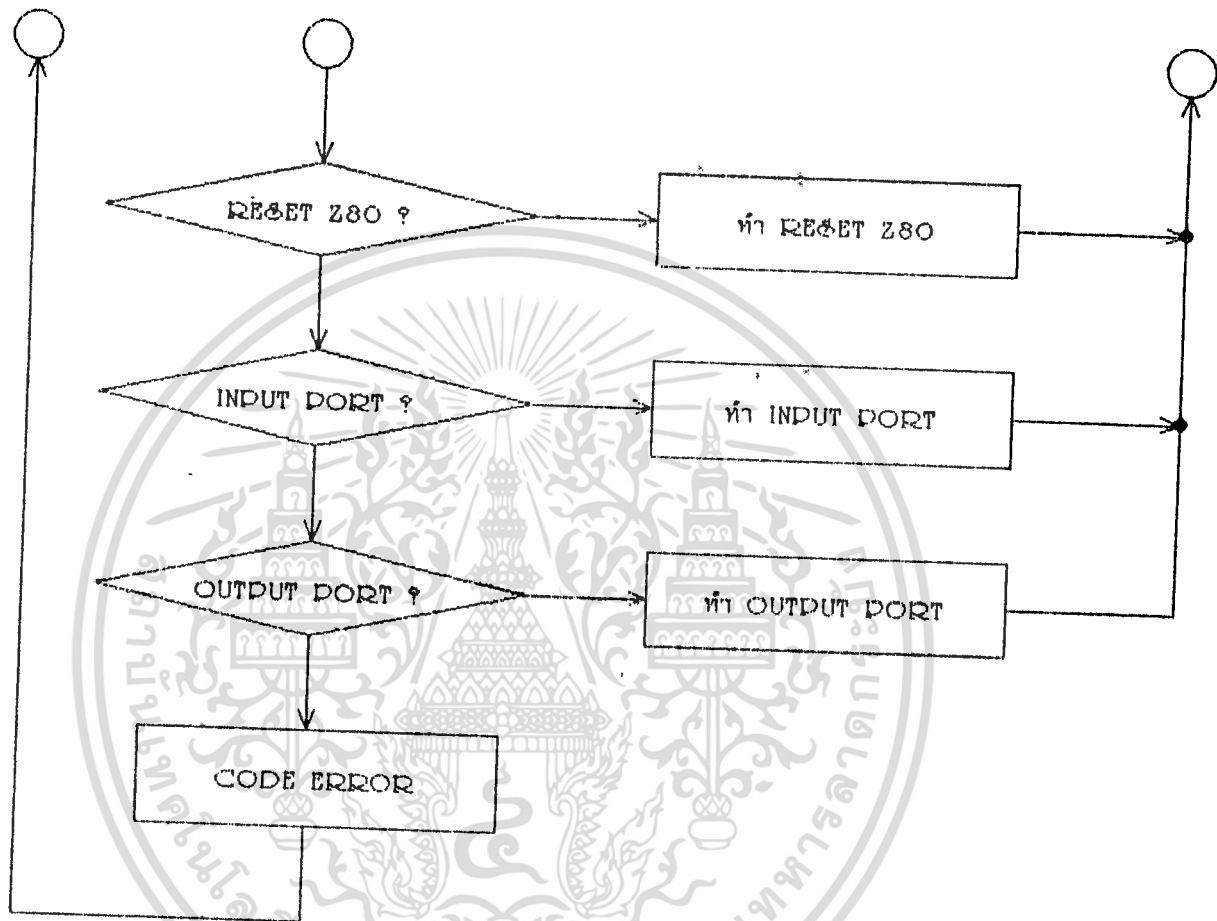 RESET Z80 ?
ทำ RESET Z80
INPUT PORT ?
ทำ INPUT PORT
OUTPUT PORT ?
ทำ OUTPUT PORT
CODE ERROR